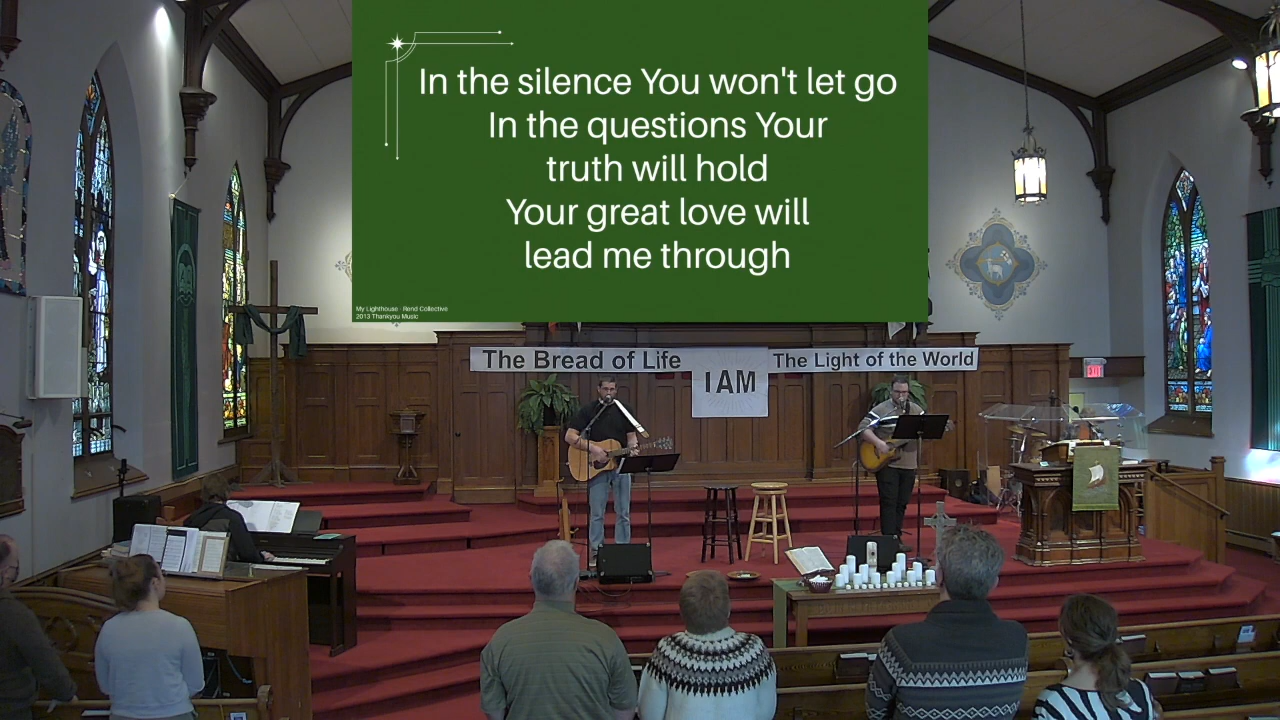 In the silence You won't let go
In the questions Your
truth will hold
Your great love will
lead me through
My Lighthouse - Rend Collective
2013 Thankyou Music
The Bread of Life
I AM
The Light of the World
EXIT